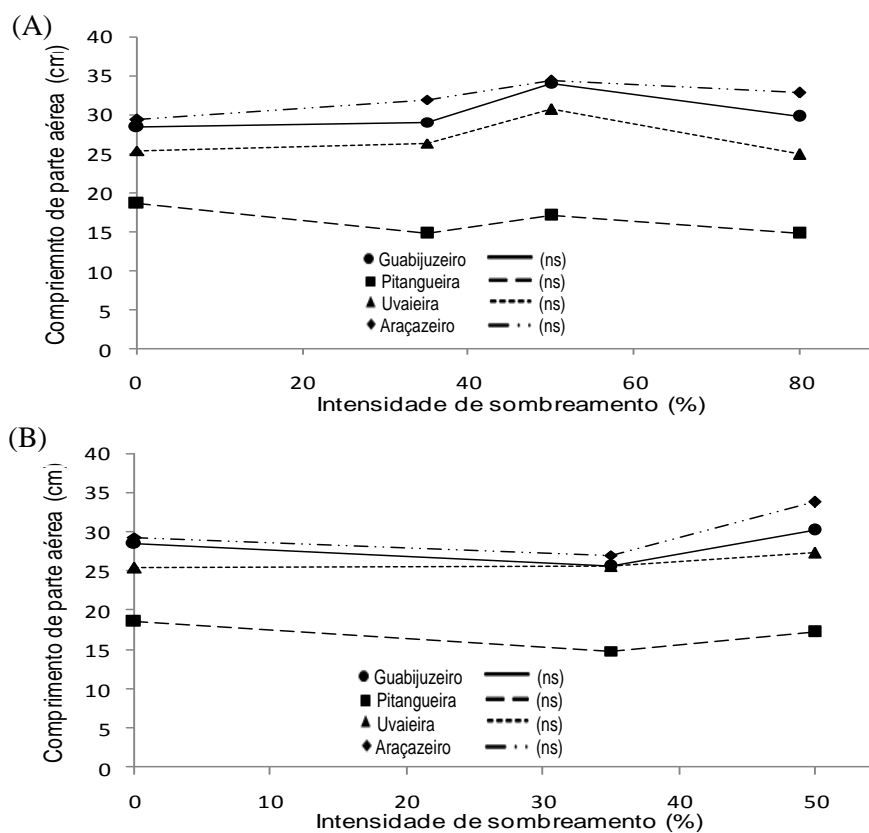 (A)
Compriemnto de parte aérea (cm)
40
35
30
25
20
15
10
5
0
Guabijuzeiro (ns)
Pitangueira (ns)
Uvaieira (ns)
Araçazeiro (ns)
0 20 40 60 80
Intensidade de sombreamento (%)
(B)
Comprimento de parte aérea (cm)
40
35
30
25
20
15
10
5
0
Guabijuzeiro (ns)
Pitangueira (ns)
Uvaieira (ns)
Araçazeiro (ns)
0 10 20 30 40 50
Intensidade de sombreamento (%)